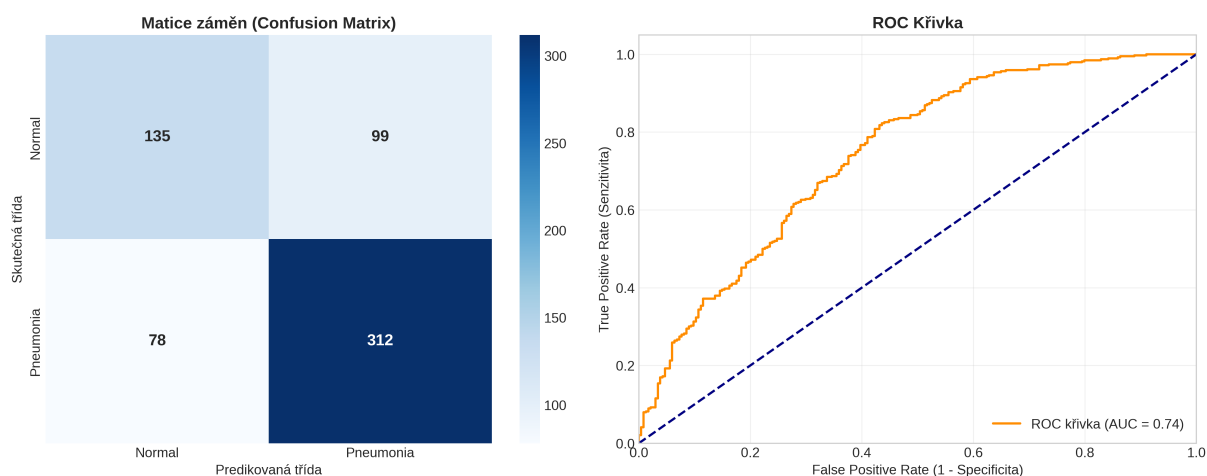 Matice záměn (Confusion Matrix)
Skutečná třída
Normal
Pneumonia
135
99
78
312
Normal
Pneumonia
Predikovaná třída
300
250
200
150
100
ROC Křivka
True Positive Rate (Senzitivita)
1.0
0.8
0.6
0.4
0.2
0.0
0.0
0.2
0.4
0.6
0.8
1.0
False Positive Rate (1 - Specificita)
ROC křivka (AUC = 0.74)